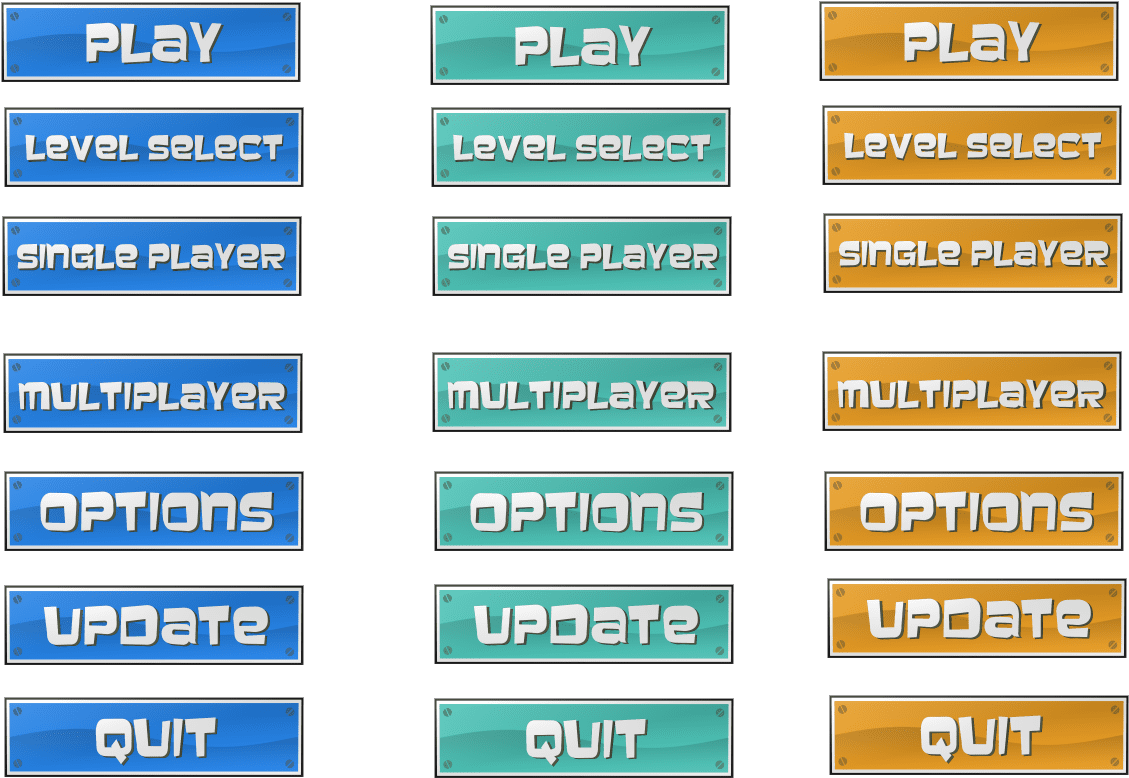 PLAY PLAY PLAY
LEVEL SELECT LEVEL SELECT LEVEL SELECT
SINGLE PLAYER SINGLE PLAYER SINGLE PLAYER
MULTIPLAYER MULTIPLAYER MULTIPLAYER
OPTIONS OPTIONS OPTIONS
UPDATE UPDATE UPDATE
QUIT QUIT QUIT